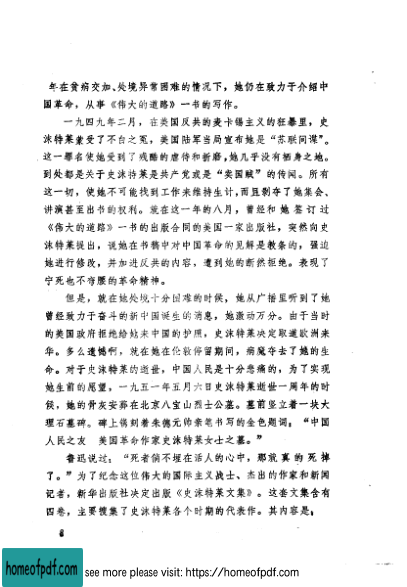 年在贫病交加、处境异常困难的情况下，她仍在致力于介绍中
国革命，从事《伟大的道路》一书的写作。
一九四九年二月，在美国反共的麦卡锡主义的狂暴里，史
沫特莱蒙受了不白之冤，美国陆军当局宣布她是“苏联间谍”。
这一罪名使她受到了残酷的虐待和折磨，她几乎没有栖身之地。
到处都是关于史沫特莱是共产党或是“卖国贼”的传闻。所有
这一切，使她不可能找到工作来维持生计，而且剥夺了她集会、
讲演甚至出书的权利。就在这一年的八月，曾经和她签订过
《伟大的道路》一书的出版合同的美国一家出版社，突然向史
沫特莱提出，说她在书稿中对中国革命的见解是教条的，强迫
她进行修改，并加进反共的内容，遭到她的断然拒绝。表现了
宁死也不弯腰的革命精神。
但是，就在她处境十分困难的时候，她从广播里听到了她
曾经致力于奋斗的新中国诞生的消息，她激动万分。由于当时
的美国政府拒绝给她来中国的护照，史沫特莱决定取道欧洲来
华。多么遗憾啊，就在她在伦敦停留期间，病魔夺去了她的生
命。对于史沫特莱的逝世，中国人民是十分悲痛的，为了实现
她生前的愿望，一九五一年五月六日史沫特莱逝世一周年的时
候，她的骨灰安葬在北京八宝山烈士公墓。墓前竖立着一块大
理石墓碑。碑上镌刻着朱德元帅亲笔书写的金色题词：“中国
人民之友　美国革命作家史沫特莱女士之墓。”
鲁迅说过：“死者倘不埋在活人的心中，那就真的死掉
了。”为了纪念这位伟大的国际主义战士、杰出的作家和新闻
记者，新华出版社决定出版《史沫特莱文集》。这套文集含有
四卷，主要搜集了史沫特莱各个时期的代表作。其内容是：
homeofpdf.com
see more please visit: https://homeofpdf.com